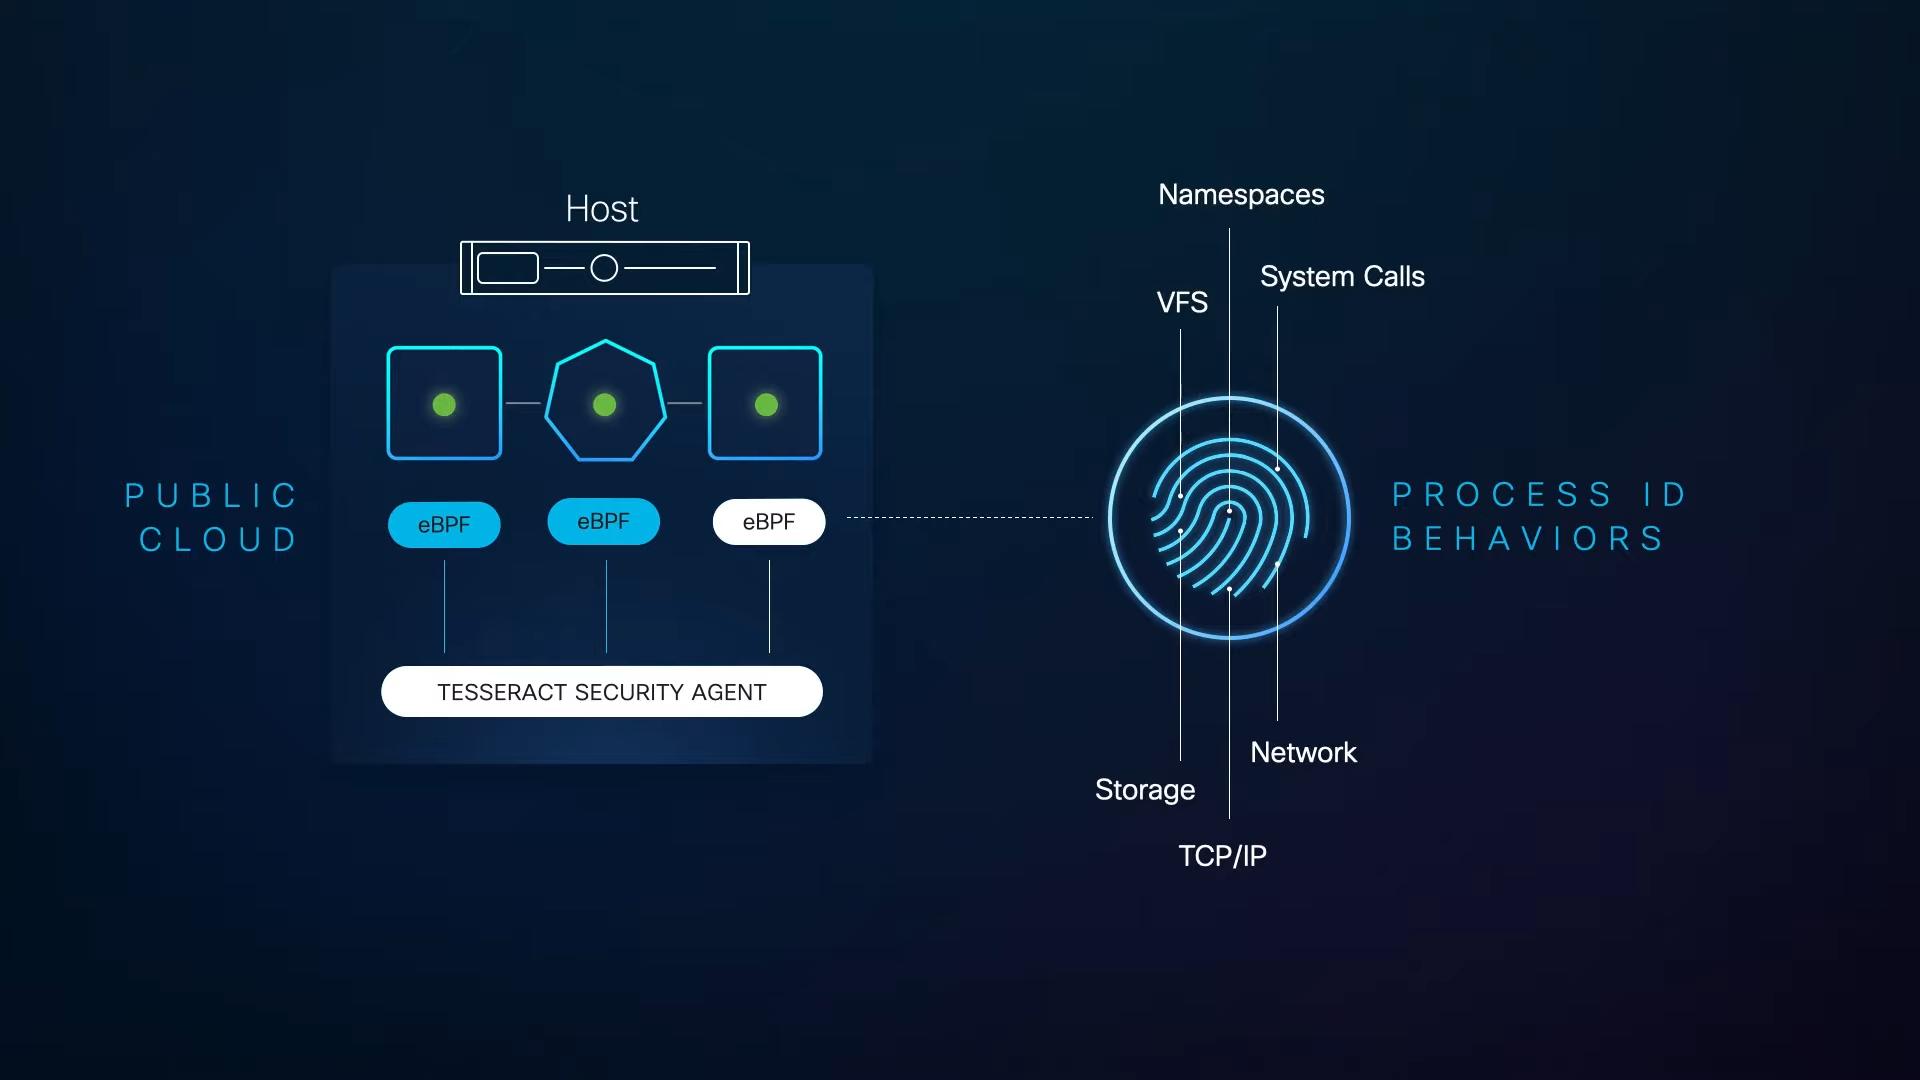 Host
PUBLIC
CLOUD
eBPF
eBPF
eBPF
TESSERACT SECURITY AGENT
Namespaces
System Calls
VFS
PROCESS ID
BEHAVIORS
Network
Storage
TCP/IP